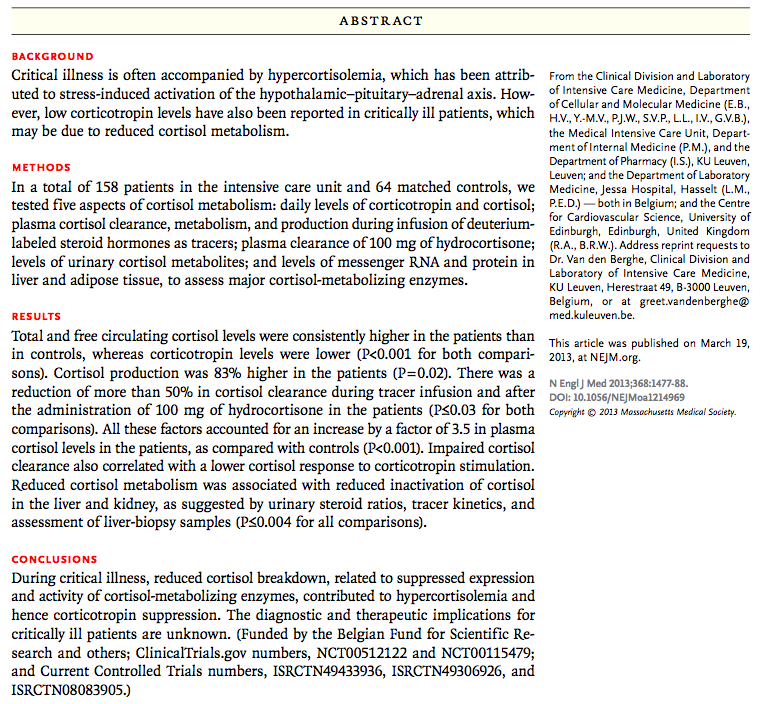 ABSTRACT
BACKGROUND
Critical illness is often accompanied by hypercortisolemia, which has been attrib-
uted to stress-induced activation of the hypothalamic–pituitary–adrenal axis. How-
ever, low corticotropin levels have also been reported in critically ill patients, which
may be due to reduced cortisol metabolism.
METHODS
In a total of 158 patients in the intensive care unit and 64 matched controls, we
tested five aspects of cortisol metabolism: daily levels of corticotropin and cortisol;
plasma cortisol clearance, metabolism, and production during infusion of deuterium-
labeled steroid hormones as tracers; plasma clearance of 100 mg of hydrocortisone;
levels of urinary cortisol metabolites; and levels of messenger RNA and protein in
liver and adipose tissue, to assess major cortisol-metabolizing enzymes.
RESULTS
Total and free circulating cortisol levels were consistently higher in the patients than
in controls, whereas corticotropin levels were lower (P<0.001 for both compari-
sons). Cortisol production was 83% higher in the patients (P=0.02). There was a
reduction of more than 50% in cortisol clearance during tracer infusion and after
the administration of 100 mg of hydrocortisone in the patients (P≤0.03 for both
comparisons). All these factors accounted for an increase by a factor of 3.5 in plasma
cortisol levels in the patients, as compared with controls (P<0.001). Impaired cortisol
clearance also correlated with a lower cortisol response to corticotropin stimulation.
Reduced cortisol metabolism was associated with reduced inactivation of cortisol
in the liver and kidney, as suggested by urinary steroid ratios, tracer kinetics, and
assessment of liver-biopsy samples (P≤0.004 for all comparisons).
CONCLUSIONS
During critical illness, reduced cortisol breakdown, related to suppressed expression
and activity of cortisol-metabolizing enzymes, contributed to hypercortisolemia and
hence corticotropin suppression. The diagnostic and therapeutic implications for
critically ill patients are unknown. (Funded by the Belgian Fund for Scientific Re-
search and others; ClinicalTrials.gov numbers, NCT00512122 and NCT00115479;
and Current Controlled Trials numbers, ISRCTN49433936, ISRCTN49306926, and
ISRCTN08083905.)
From the Clinical Division and Laboratory
of Intensive Care Medicine, Department
of Cellular and Molecular Medicine (E.B.,
H.V., Y.-M.V., P.J.W., S.V.P., L.L., I.V., G.V.B.),
the Medical Intensive Care Unit, Depart-
ment of Internal Medicine (P.M.), and the
Department of Pharmacy (I.S.), KU Leuven,
Leuven; and the Department of Laboratory
Medicine, Jessa Hospital, Hasselt (L.M.,
P.E.D.) — both in Belgium; and the Centre
for Cardiovascular Science, University of
Edinburgh, Edinburgh, United Kingdom
(R.A., B.R.W.). Address reprint requests to
Dr. Van den Berghe, Clinical Division and
Laboratory of Intensive Care Medicine,
KU Leuven, Herestraat 49, B-3000 Leuven,
Belgium, or at greet.vandenberghe@
med.kuleuven.be.
This article was published on March 19,
2013, at NEJM.org.
N Engl J Med 2013;368:1477-88.
DOI: 10.1056/NEJMoa1214969
Copyright © 2013 Massachusetts Medical Society.